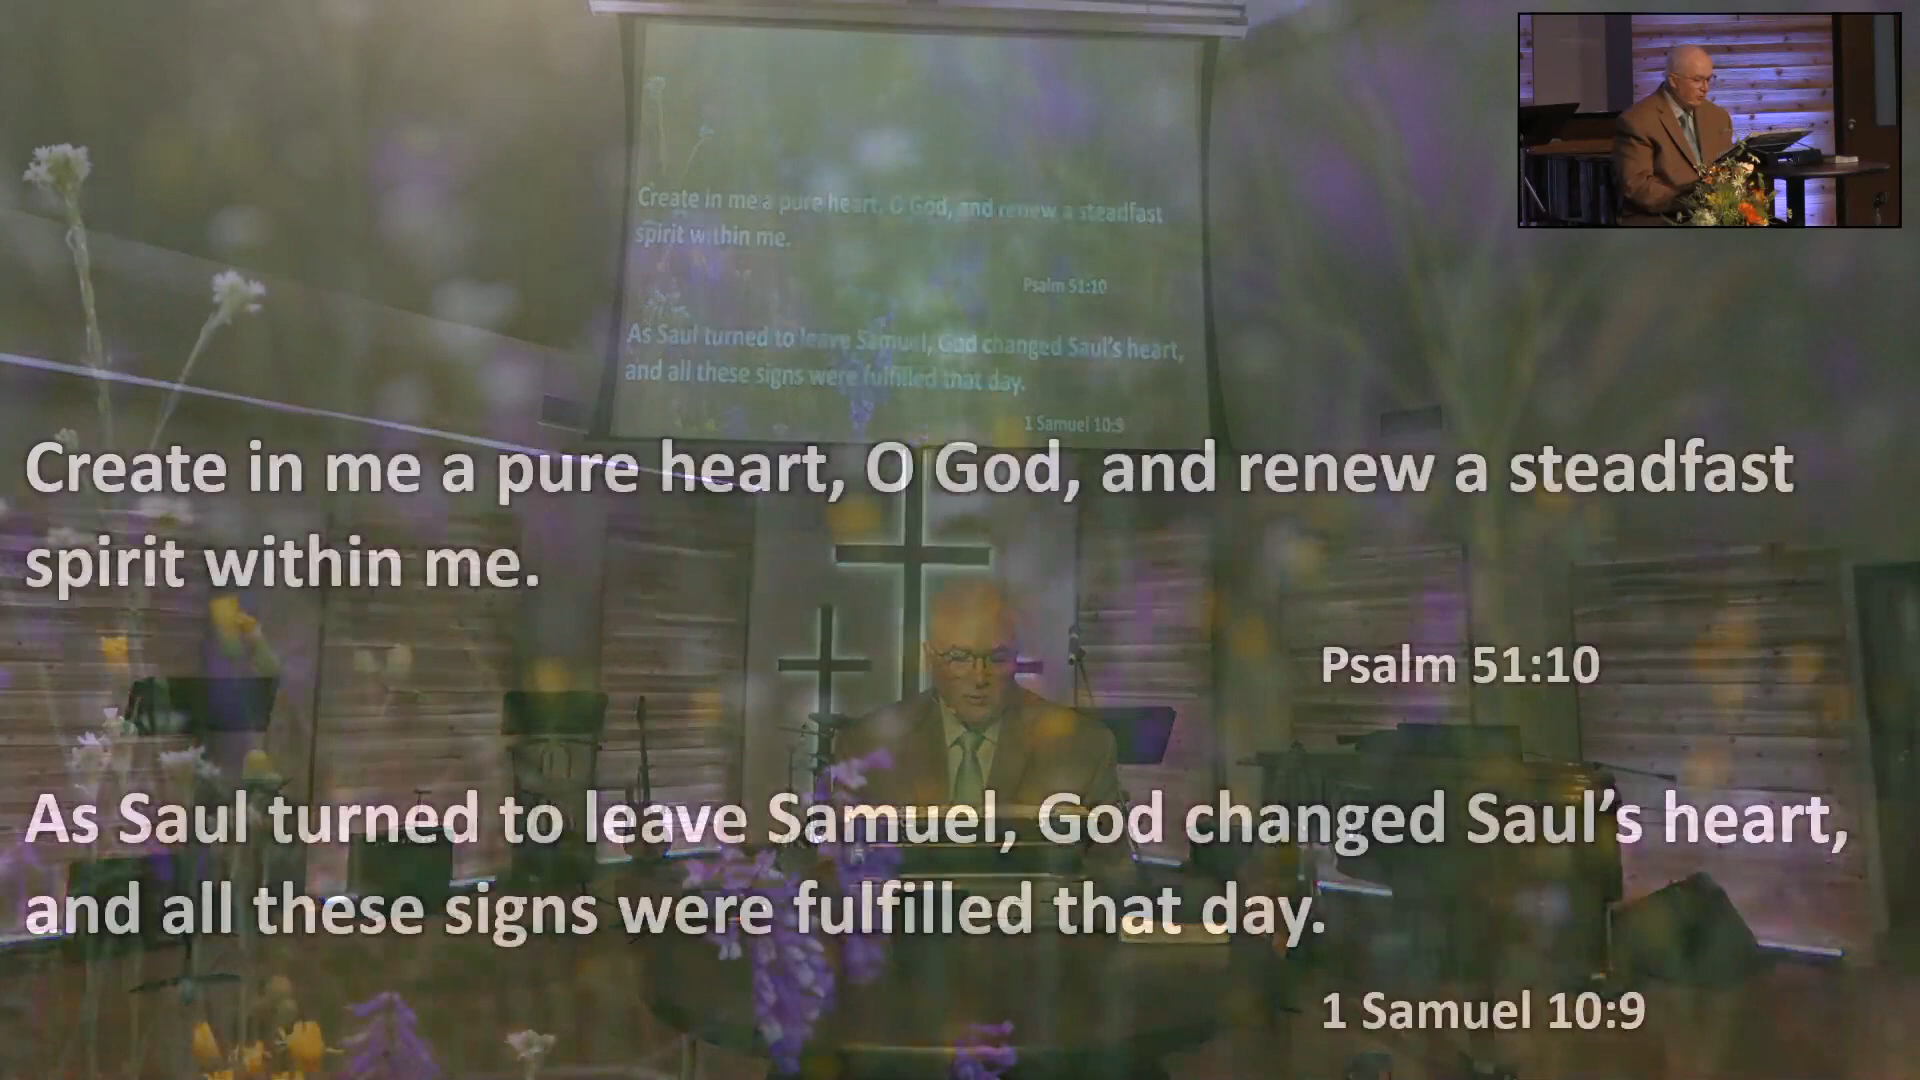 Create in me a pure heart, O God, and renew a steadfast
spirit within me.
Psalm 51:10
As Saul turned to leave Samuel, God changed Saul's heart,
and all these signs were fulfilled that day.
1 Samuel 10:9
Create in me a pure heart, O God, and renew a steadfast
spirit within me.
Psalm 51:10
As Saul turned to leave Samuel, God changed Saul’s heart,
and all these signs were fulfilled that day.
1 Samuel 10:9